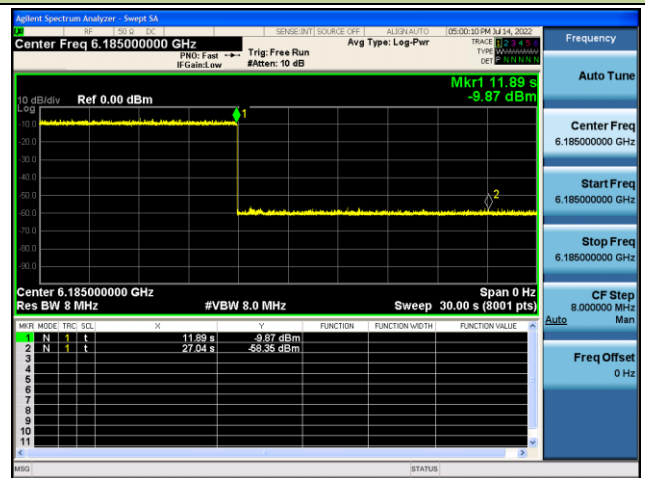 Agilent Spectrum Analyzer - Swept SA
RF 50 Ω DC SENSE:INT SOURCE OFF ALIGN AUTO 05:00:10 PM Jul 14, 2022
Center Freq 6.185000000 GHz
PNO: Fast
IFGain:Low
Trig: Free Run
#Atten: 10 dB
Avg Type: Log-Pwr
TRACE 1 2 3 4 5 6
TYPE
DET P N N N N N
Frequency
Mkr1 11.89 s
-9.87 dBm
10 dB/div Ref 0.00 dBm
Log
-10.0
-20.0
-30.0
-40.0
-50.0
-60.0
-70.0
-80.0
-90.0
1
2
Center 6.185000000 GHz Span 0 Hz
Res BW 8 MHz #VBW 8.0 MHz Sweep 30.00 s (8001 pts)
MKR MODE TRC SCL X Y FUNCTION FUNCTION WIDTH FUNCTION VALUE
1 N 1 t 11.89 s -9.87 dBm
2 N 1 t 27.04 s -58.35 dBm
3
4
5
6
7
8
9
10
11
MSG STATUS
Auto Tune
Center Freq
6.185000000 GHz
Start Freq
6.185000000 GHz
Stop Freq
6.185000000 GHz
CF Step
8.000000 MHz
Auto Man
Freq Offset
0 Hz